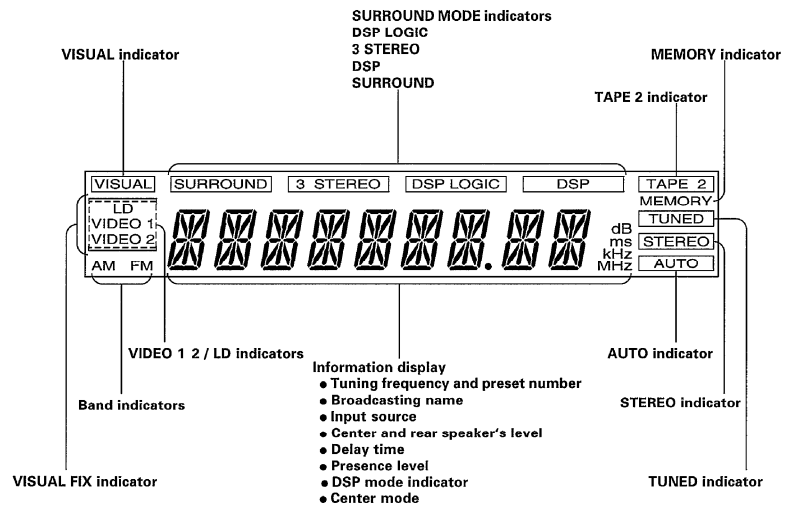 SURROUND MODE indicators
DSP LOGIC
3 STEREO
DSP
SURROUND
VISUAL indicator
MEMORY indicator
TAPE 2 indicator
VISUAL SURROUND 3 STEREO DSP LOGIC DSP TAPE 2
MEMORY
LD
VIDEO 1
VIDEO 2
AM FM
dB
ms
kHz
MHz
TUNED
STEREO
AUTO
VIDEO 1 2 / LD indicators
AUTO indicator
Band indicators
STEREO indicator
VISUAL FIX indicator
TUNED indicator
Information display
● Tuning frequency and preset number
● Broadcasting name
● Input source
● Center and rear speaker's level
● Delay time
● Presence level
● DSP mode indicator
● Center mode